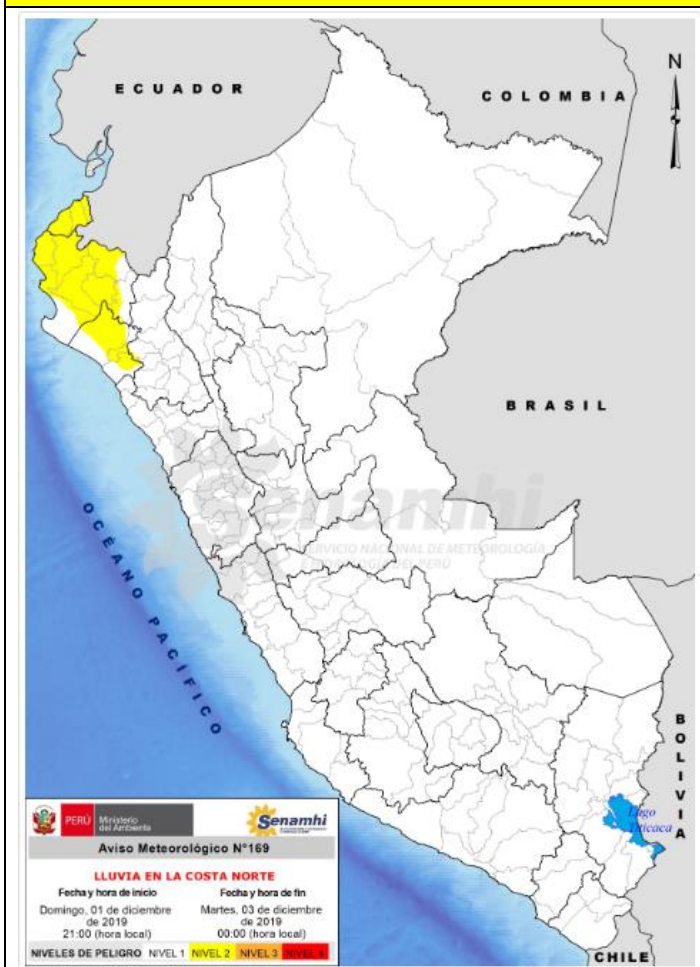 ECUADOR
COLOMBIA
N
BRASIL
Senamhi
SERVICIO NACIONAL DE METEOROLOGÍA
E HIDROLOGÍA DEL PERÚ
OCÉANO PACÍFICO
BOLIVIA
Lago
Titicaca
PERÚ Ministerio
del Ambiente
Senamhi
Aviso Meteorológico N°169
LLUVIA EN LA COSTA NORTE
Fecha y hora de inicio Fecha y hora de fin
Domingo, 01 de diciembre Martes, 03 de diciembre
de 2019 de 2019
21:00 (hora local) 00:00 (hora local)
NIVELES DE PELIGRO NIVEL 1 NIVEL 2 NIVEL 3 NIVEL 4
CHILE